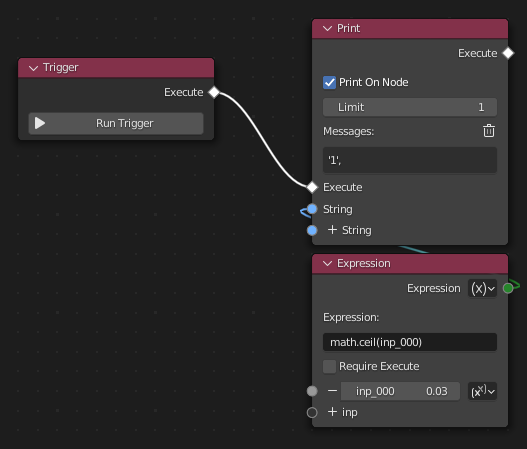 Trigger
Execute
Run Trigger
Print
Execute
Print On Node
Limit 1
Messages:
'1',
Execute
String
+ String
Expression
Expression (x)
Expression:
math.ceil(inp_000)
Require Execute
− inp_000 0.03 (xˣ)
+ inp